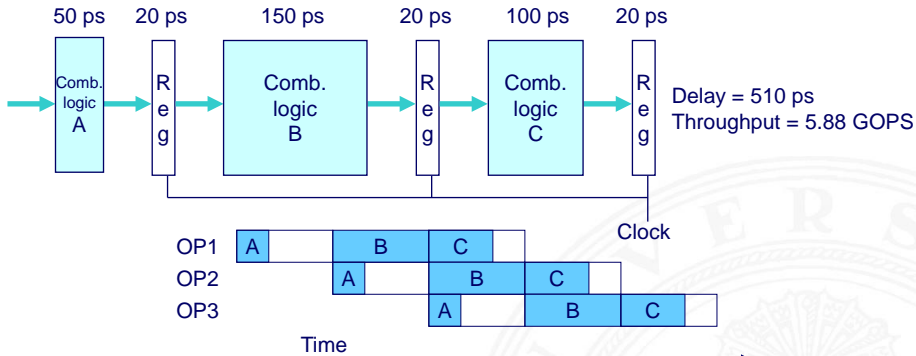 50 ps 20 ps 150 ps 20 ps 100 ps 20 ps
Comb.
logic
A
R
e
g
Comb.
logic
B
R
e
g
Comb.
logic
C
R
e
g
Delay = 510 ps
Throughput = 5.88 GOPS
Clock
OP1 A B C
OP2 A B C
OP3 A B C
Time
V E R S